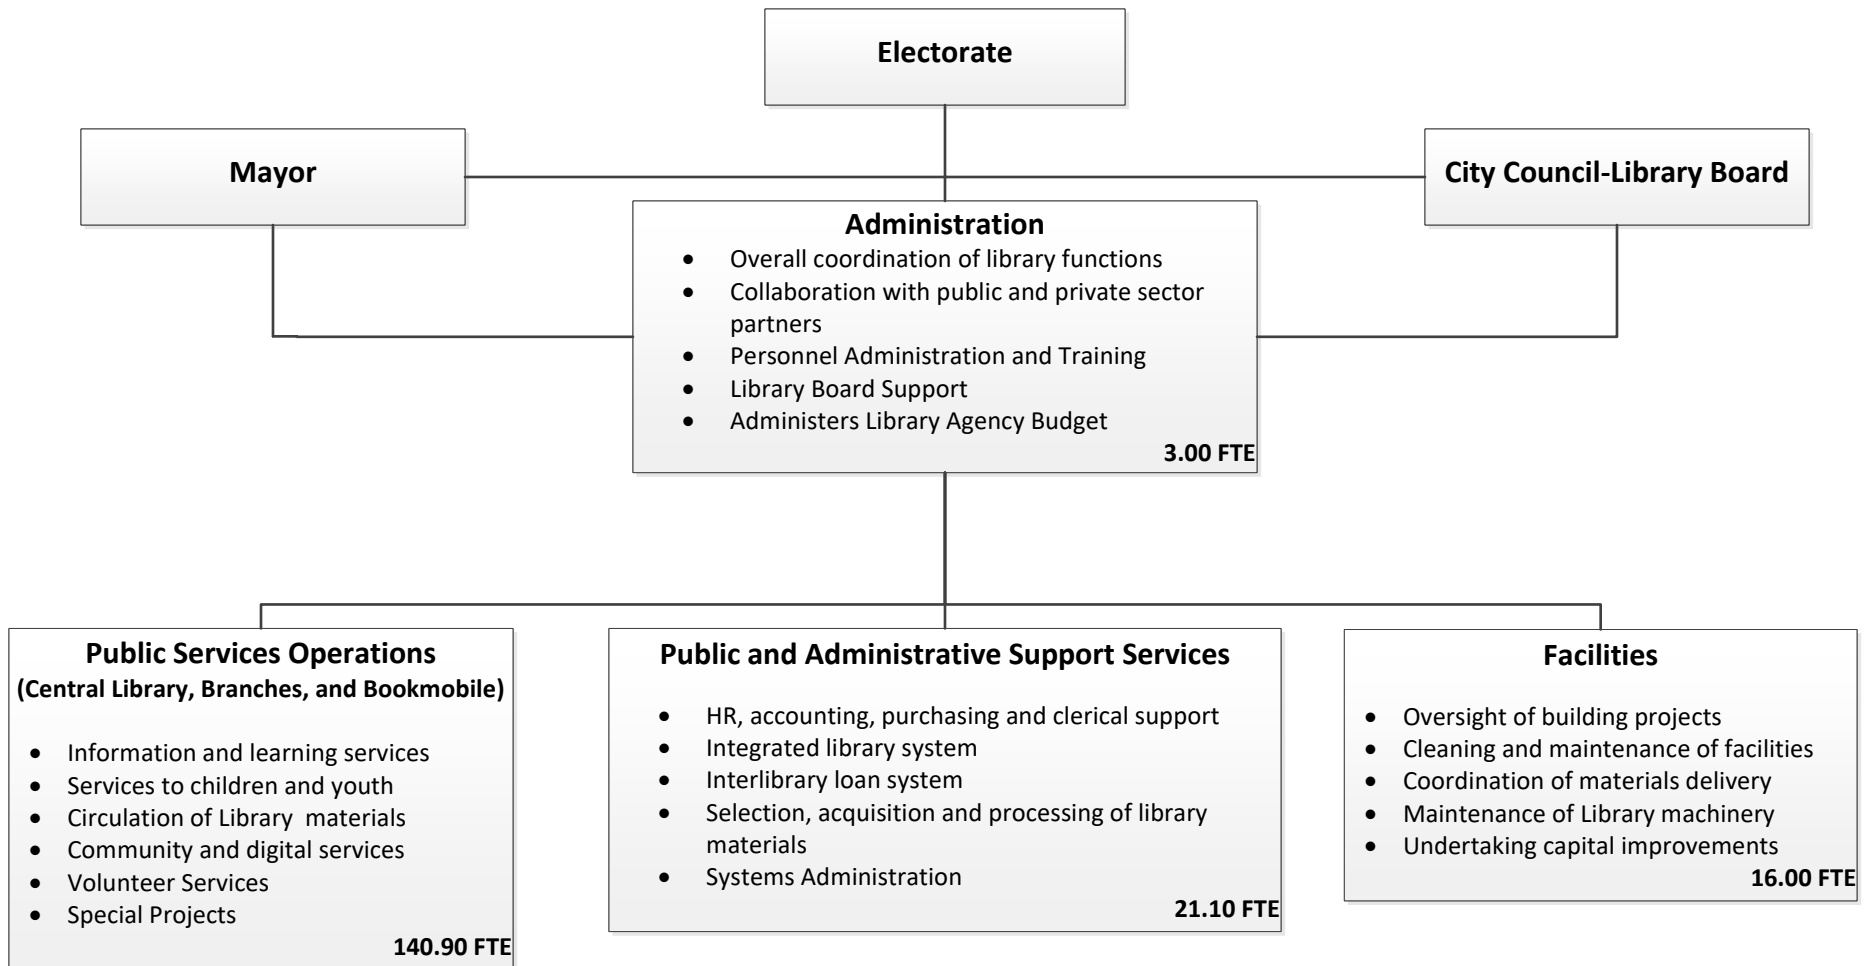 Electorate
Mayor
City Council-Library Board
Administration
• Overall coordination of library functions
• Collaboration with public and private sector
partners
• Personnel Administration and Training
• Library Board Support
• Administers Library Agency Budget
3.00 FTE
Public Services Operations
(Central Library, Branches, and Bookmobile)
• Information and learning services
• Services to children and youth
• Circulation of Library  materials
• Community and digital services
• Volunteer Services
• Special Projects
140.90 FTE
Public and Administrative Support Services
• HR, accounting, purchasing and clerical support
• Integrated library system
• Interlibrary loan system
• Selection, acquisition and processing of library
materials
• Systems Administration
21.10 FTE
Facilities
• Oversight of building projects
• Cleaning and maintenance of facilities
• Coordination of materials delivery
• Maintenance of Library machinery
• Undertaking capital improvements
16.00 FTE